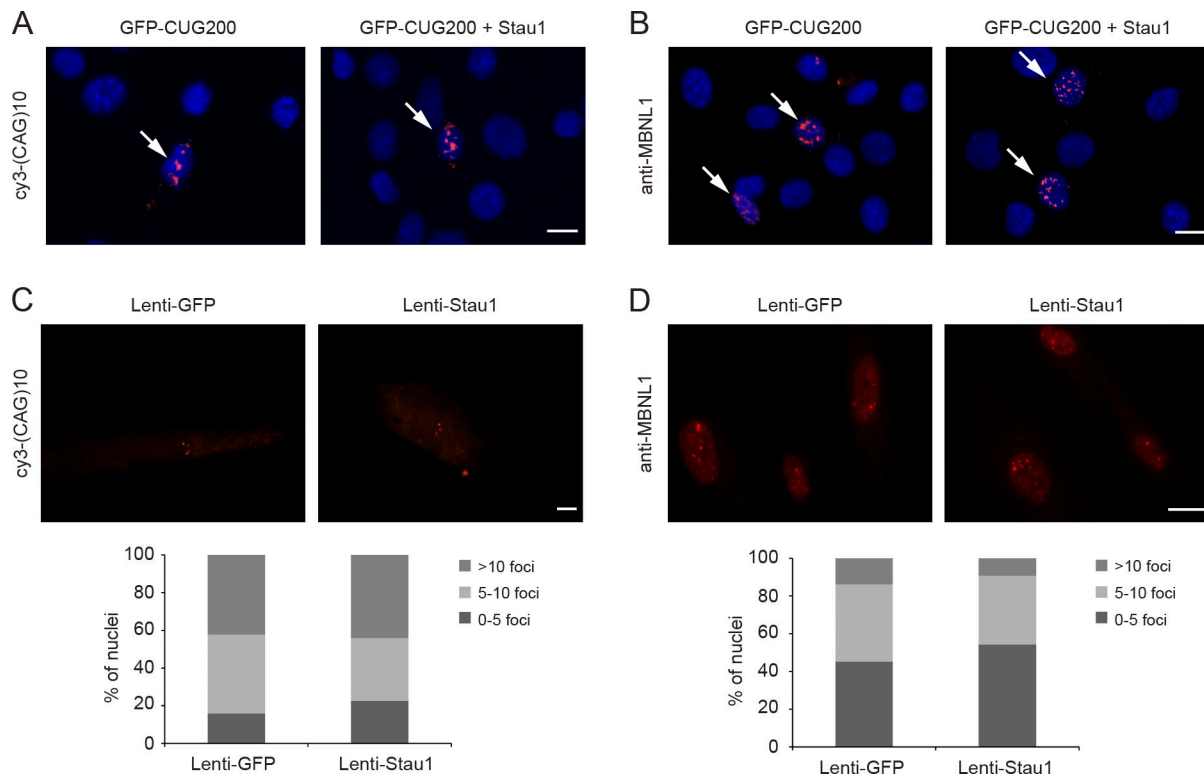 A
GFP-CUG200
GFP-CUG200 + Stau1
cy3-(CAG)10
B
GFP-CUG200
GFP-CUG200 + Stau1
anti-MBNL1
C
Lenti-GFP
Lenti-Stau1
cy3-(CAG)10
D
Lenti-GFP
Lenti-Stau1
anti-MBNL1
% of nuclei
100
80
60
40
20
0
Lenti-GFP
Lenti-Stau1
>10 foci
5-10 foci
0-5 foci
% of nuclei
100
80
60
40
20
0
Lenti-GFP
Lenti-Stau1
>10 foci
5-10 foci
0-5 foci